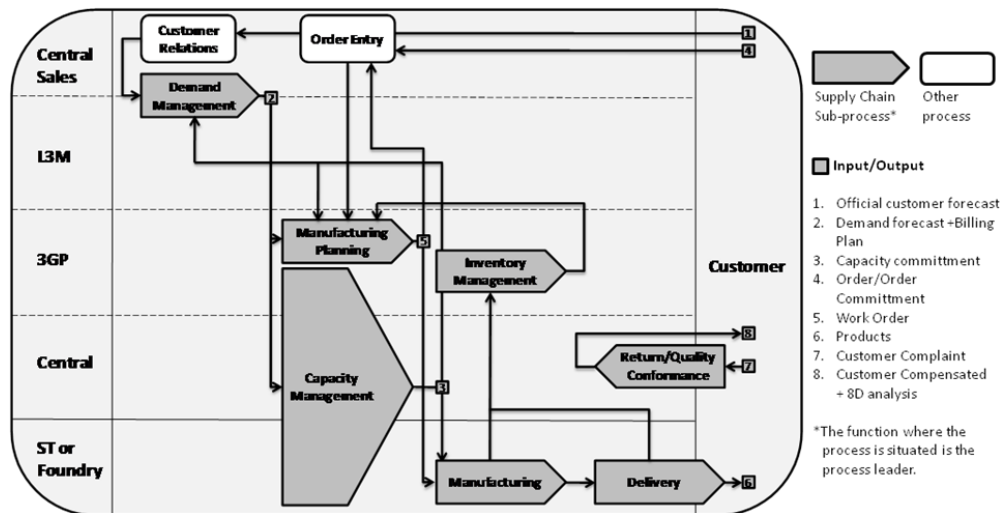 Central
Sales
L3M
3GP
Central
ST or
Foundry
Customer
Relations
Order Entry
Demand
Management
2
Manufacturing
Planning
5
Inventory
Management
Capacity
Management
3
Return/Quality
Conformance
Manufacturing
Delivery
1
4
8
7
6
Customer
Supply Chain
Sub-process*
Other
process
Input/Output
1. Official customer forecast
2. Demand forecast +Billing
Plan
3. Capacity committment
4. Order/Order
Committment
5. Work Order
6. Products
7. Customer Complaint
8. Customer Compensated
+ 8D analysis
*The function where the
process is situated is the
process leader.